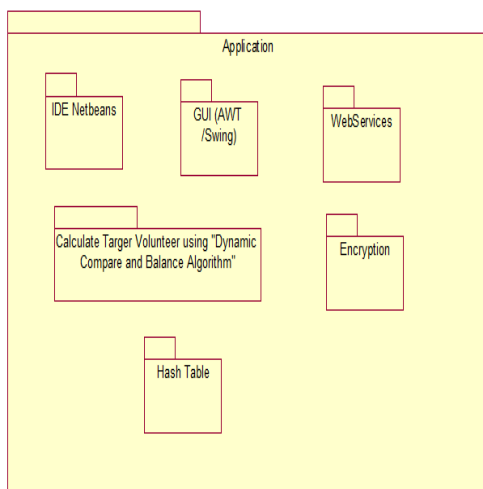 Application
IDE Netbeans
GUI (AWT
/Swing)
WebServices
Calculate Targer Volunteer using "Dynamic
Compare and Balance Algorithm"
Encryption
Hash Table